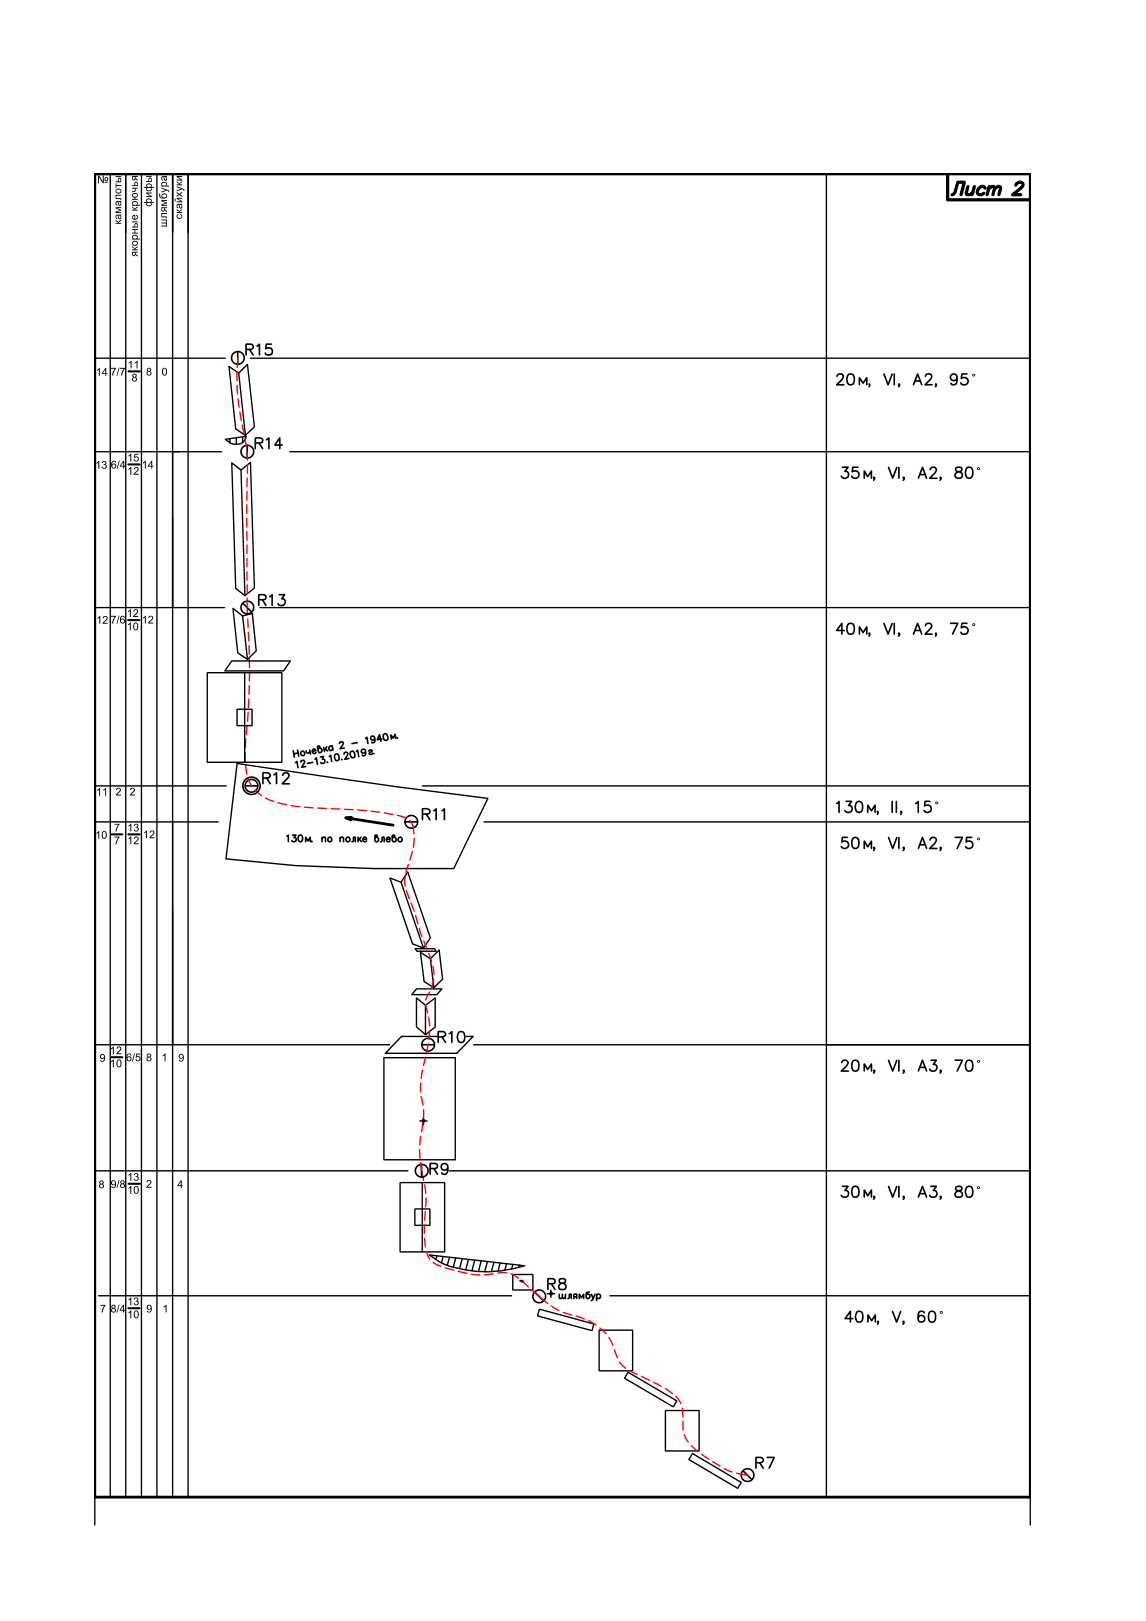 № камалоты якорные крючья фифы шлямбура скайхуки
Лист 2
R15
14 7/7 11/8 8 0
20м, VI, A2, 95°
R14
13 6/4 15/12 14
35м, VI, A2, 80°
R13
12 7/6 12/10 12
40м, VI, A2, 75°
Ночевка 2 – 1940м.
12–13.10.2019г.
R12
11 2 2
130м, II, 15°
R11
10 7/7 13/12 12
130м. по полке влево
50м, VI, A2, 75°
R10
9 12/10 6/5 8 1 9
20м, VI, A3, 70°
R9
8 9/8 13/10 2 4
30м, VI, A3, 80°
R8
шлямбур
7 8/4 13/10 9 1
40м, V, 60°
R7